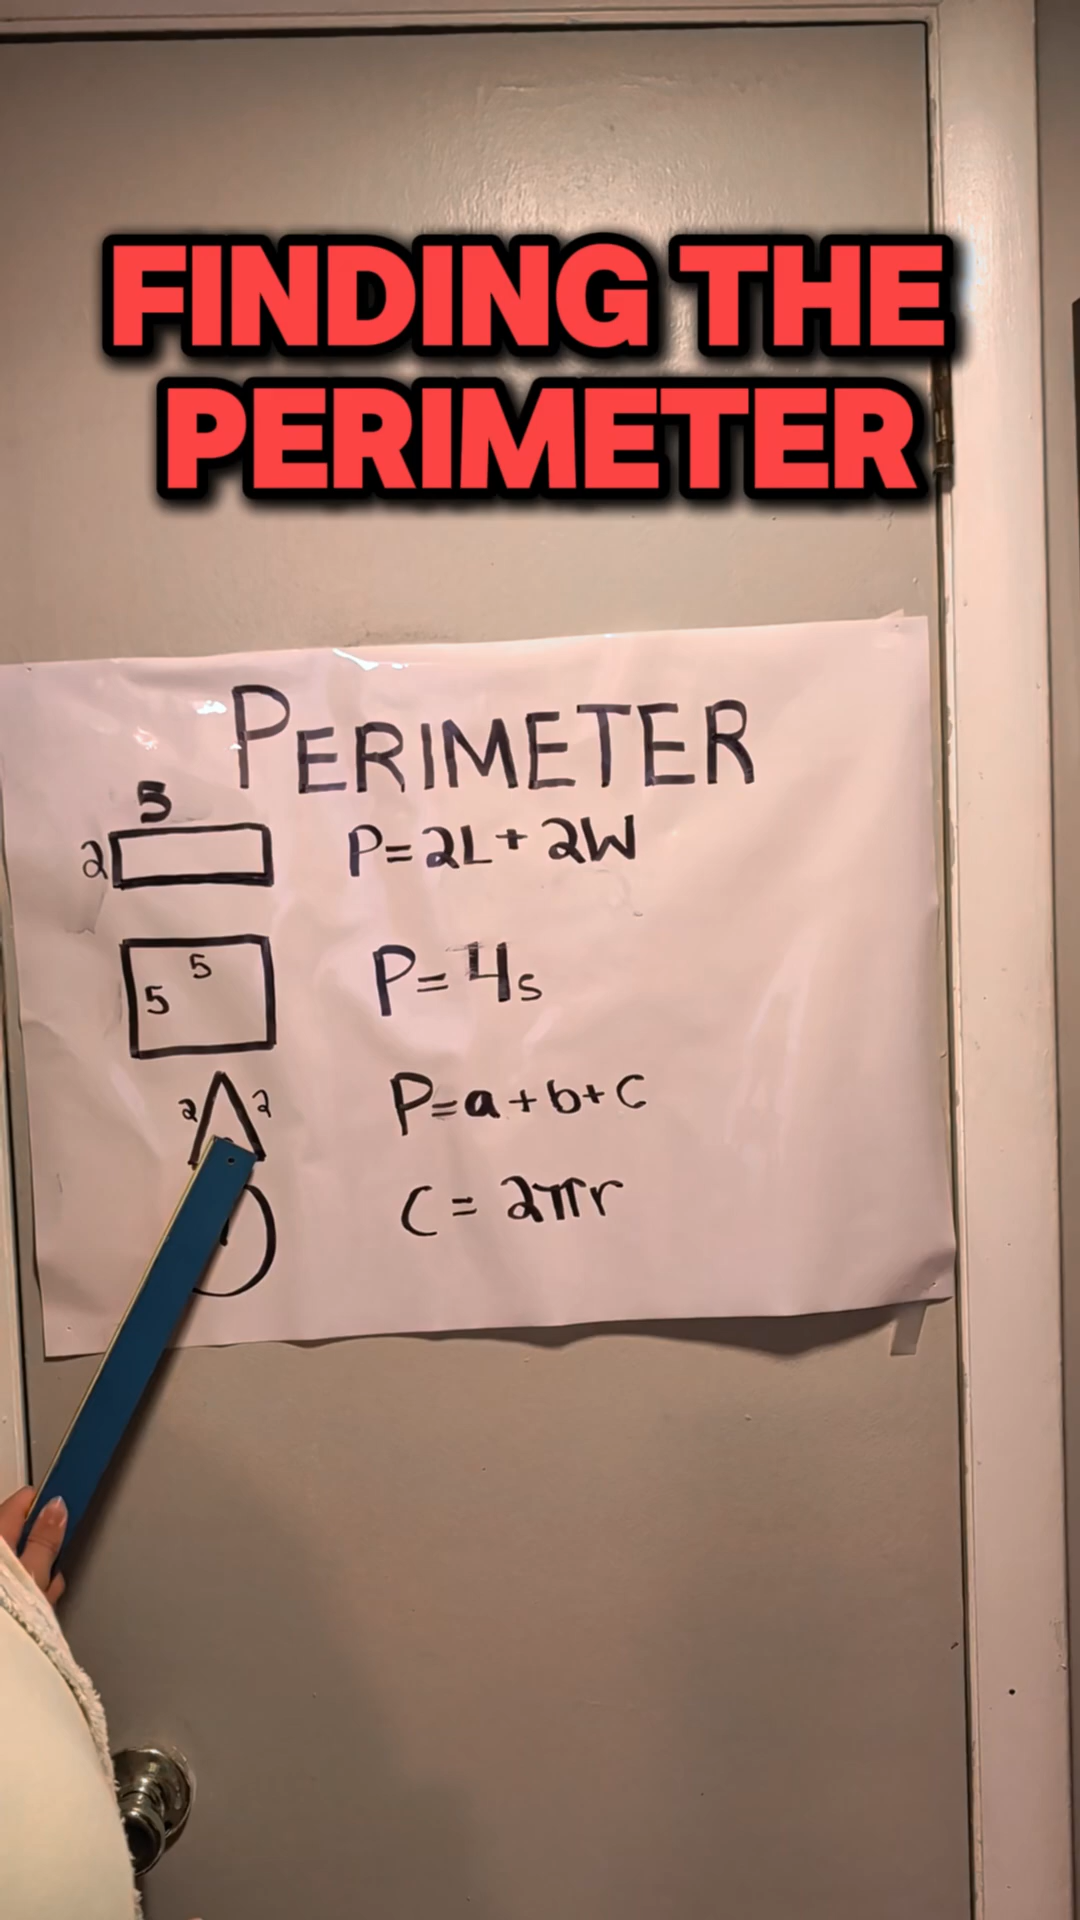 FINDING THE
PERIMETER
PERIMETER
5
2
P=2L+2W
5
5
P=4s
2 2
P=a+b+c
C=2πr